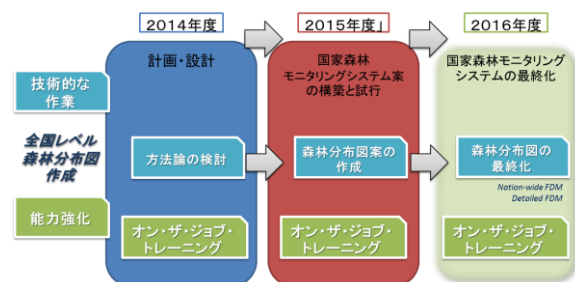 2014年度
2015年度」
2016年度
計画・設計
国家森林
モニタリングシステム案
の構築と試行
国家森林モニタリング
システムの最終化
技術的な
作業
全国レベル
森林分布図
作成
方法論の検討
森林分布図案の
作成
森林分布図の
最終化
Nation-wide FDM
Detailed FDM
能力強化
オン・ザ・ジョブ・
トレーニング
オン・ザ・ジョブ・
トレーニング
オン・ザ・ジョブ・
トレーニング